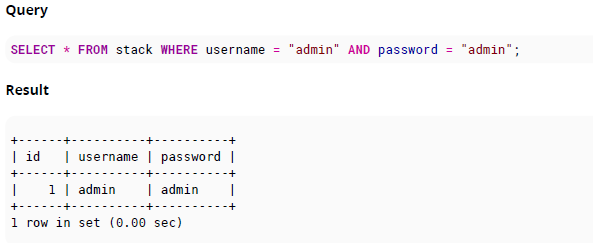 Query
SELECT * FROM stack WHERE username = "admin" AND password = "admin";
Result
+------+----------+----------+
| id   | username | password |
+------+----------+----------+
|    1 | admin    | admin    |
+------+----------+----------+
1 row in set (0.00 sec)